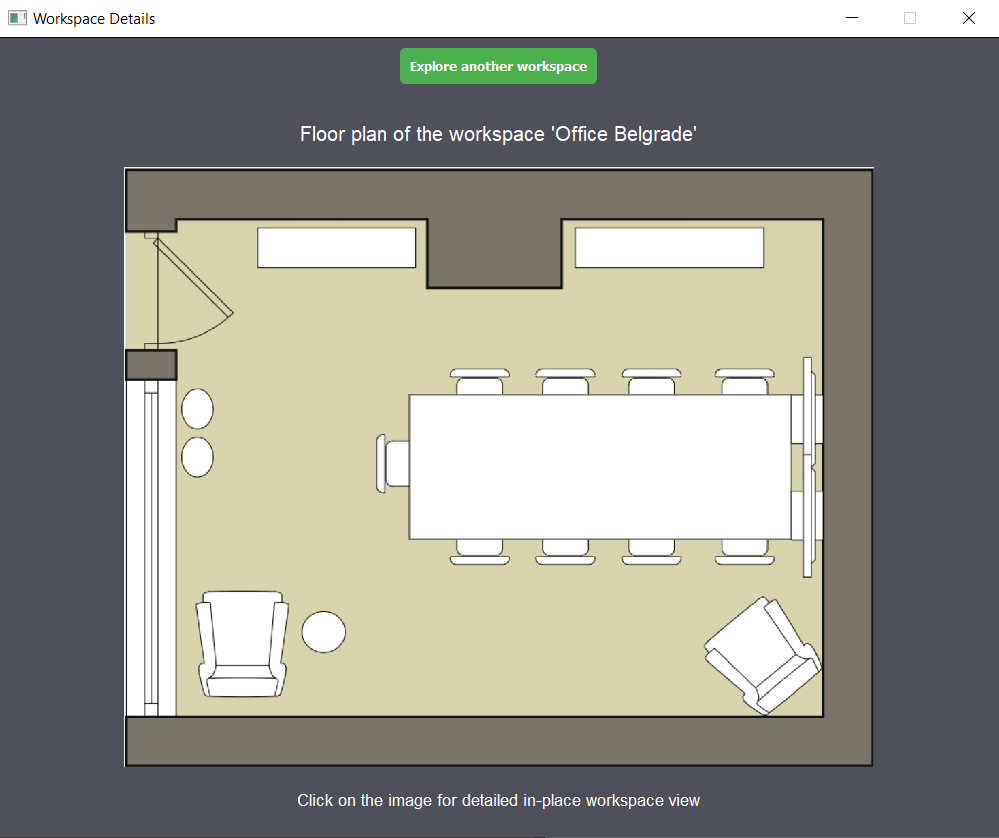 Workspace Details
Explore another workspace
Floor plan of the workspace 'Office Belgrade'
Click on the image for detailed in-place workspace view